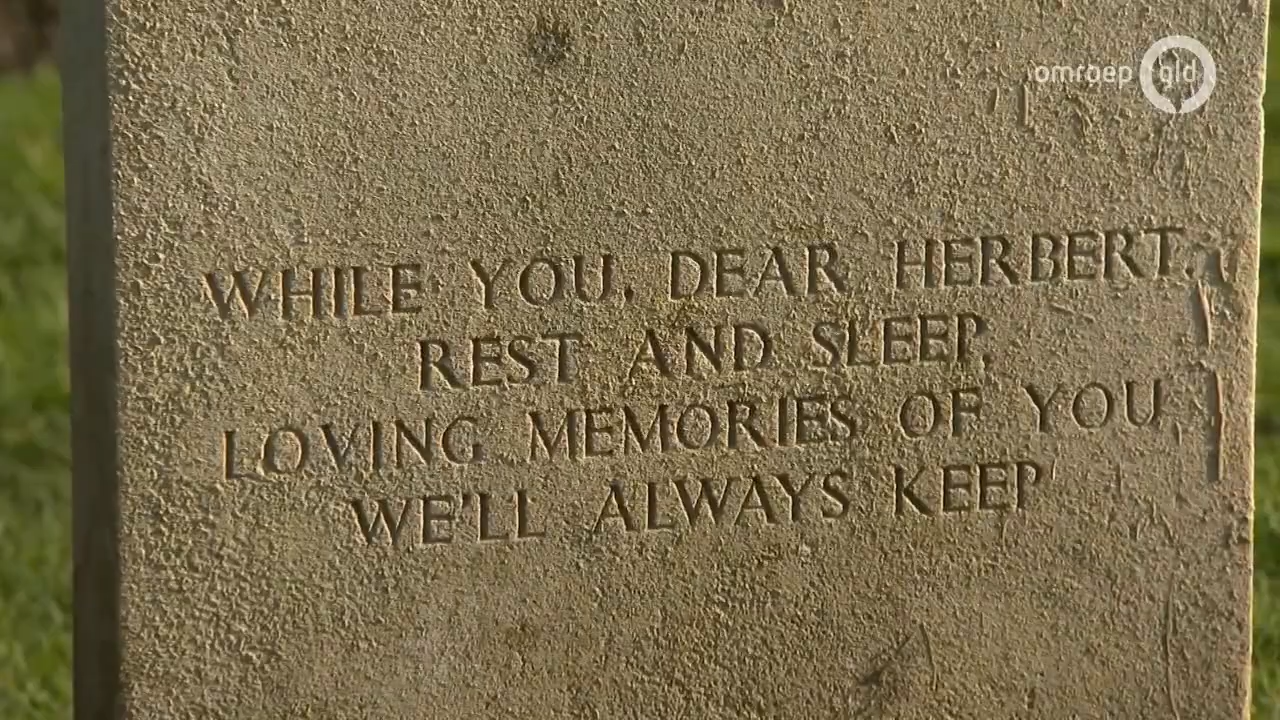 omroep gld
WHILE YOU, DEAR HERBERT,
REST AND SLEEP,
LOVING MEMORIES OF YOU
WE'LL ALWAYS KEEP